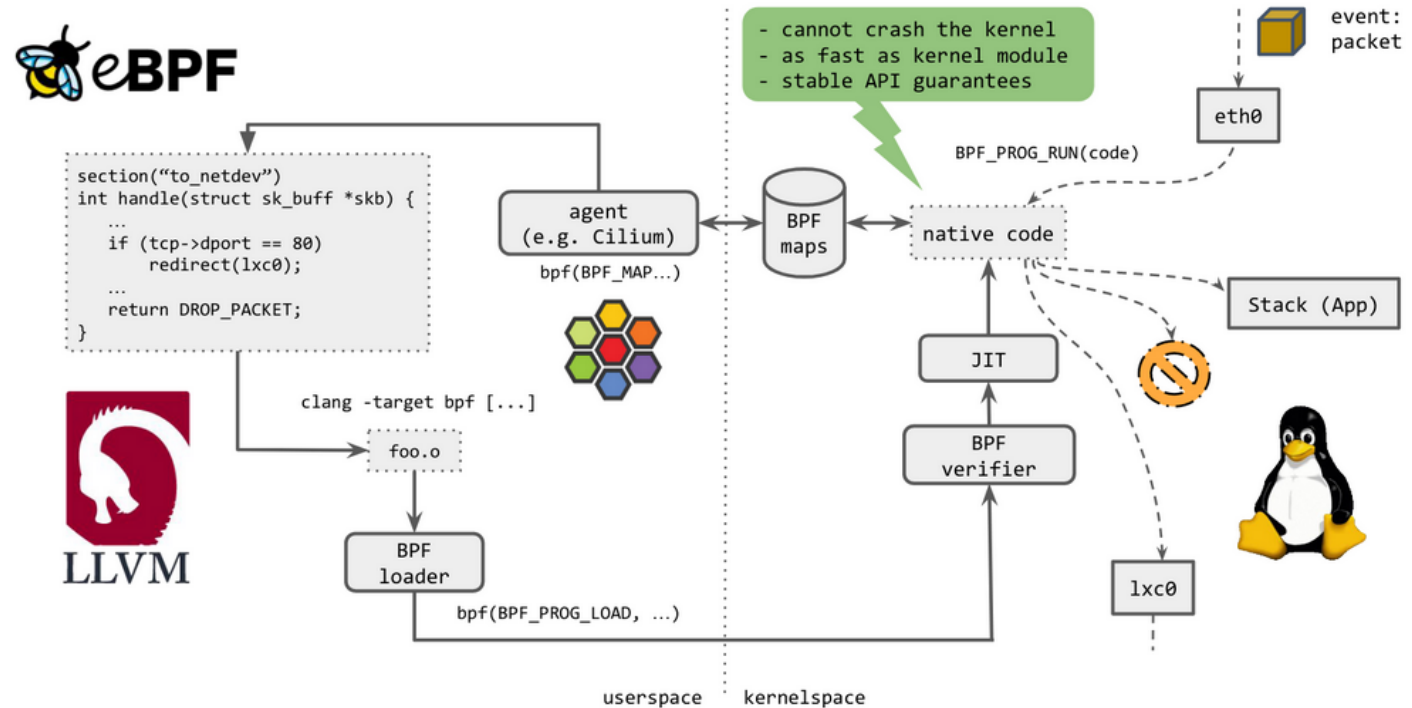 eBPF
- cannot crash the kernel
- as fast as kernel module
- stable API guarantees
event:
packet
eth0
BPF_PROG_RUN(code)
section(“to_netdev”)
int handle(struct sk_buff *skb) {
…
if (tcp->dport == 80)
redirect(lxc0);
…
return DROP_PACKET;
}
agent
(e.g. Cilium)
bpf(BPF_MAP…)
BPF
maps
native code
Stack (App)
JIT
clang -target bpf [...]
foo.o
BPF
verifier
LLVM
BPF
loader
bpf(BPF_PROG_LOAD, …)
lxc0
userspace
kernelspace